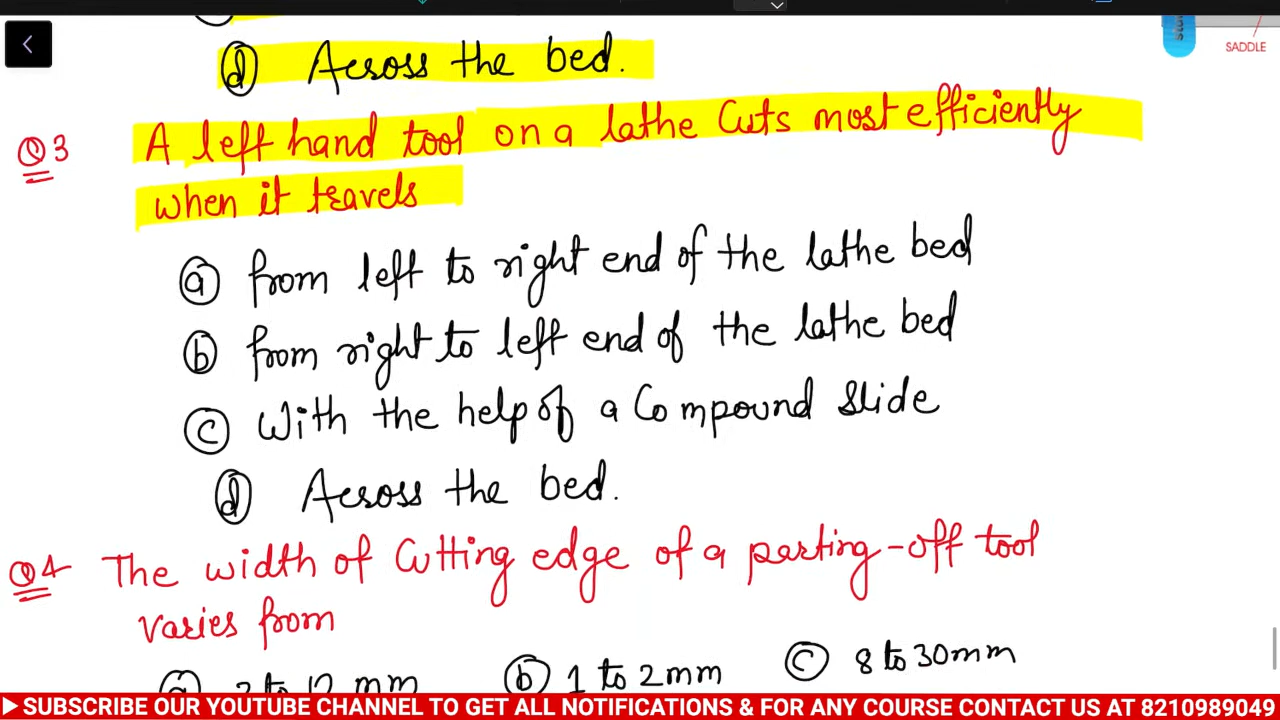 d Across the bed.
SADDLE
Q3 A left hand tool on a lathe Cuts most efficiently
when it travels
a from left to right end of the lathe bed
b from right to left end of the lathe bed
c With the help of a Compound Slide
d Across the bed.
Q4 The width of Cutting edge of a parting-off tool
varies from
a mm b 1 to 2mm c 8 to 30mm
SUBSCRIBE OUR YOUTUBE CHANNEL TO GET ALL NOTIFICATIONS & FOR ANY COURSE CONTACT US AT 8210989049